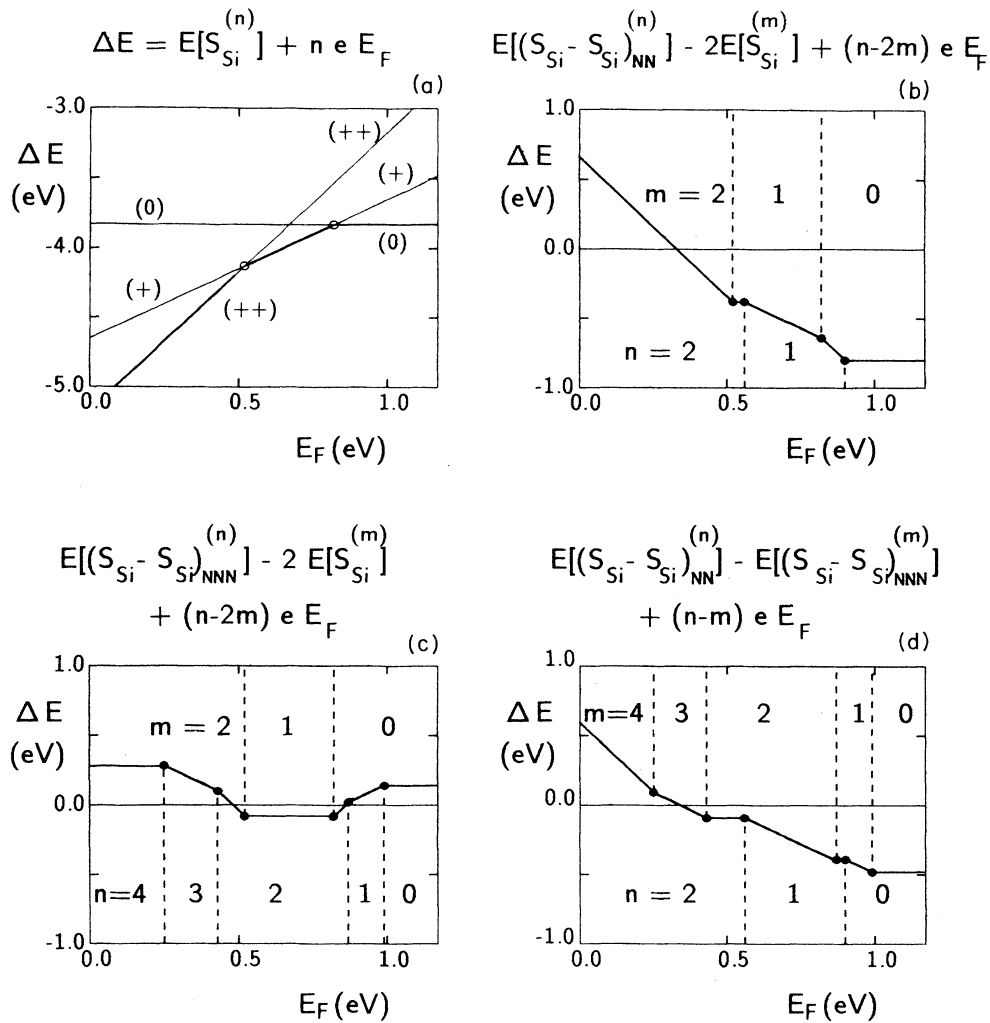 ΔE = E[S_Si^(n)] + n e E_F
(a)
-3.0
ΔE
(eV)
-4.0
-5.0
(++)
(+)
(0)
(0)
(+)
(++)
0.0 0.5 1.0
E_F (eV)
E[(S_Si - S_Si)_NN^(n)] - 2E[S_Si^(m)] + (n-2m) e E_F
(b)
1.0
ΔE
(eV)
0.0
-1.0
m = 2 1 0
n = 2 1
0.0 0.5 1.0
E_F (eV)
E[(S_Si - S_Si)_NNN^(n)] - 2 E[S_Si^(m)]
+ (n-2m) e E_F
(c)
1.0
ΔE
(eV)
0.0
-1.0
m = 2 1 0
n=4 3 2 1 0
0.0 0.5 1.0
E_F (eV)
E[(S_Si - S_Si)_NN^(n)] - E[(S_Si - S_Si)_NNN^(m)]
+ (n-m) e E_F
(d)
1.0
ΔE
(eV)
0.0
-1.0
m=4 3 2 1 0
n = 2 1 0
0.0 0.5 1.0
E_F (eV)